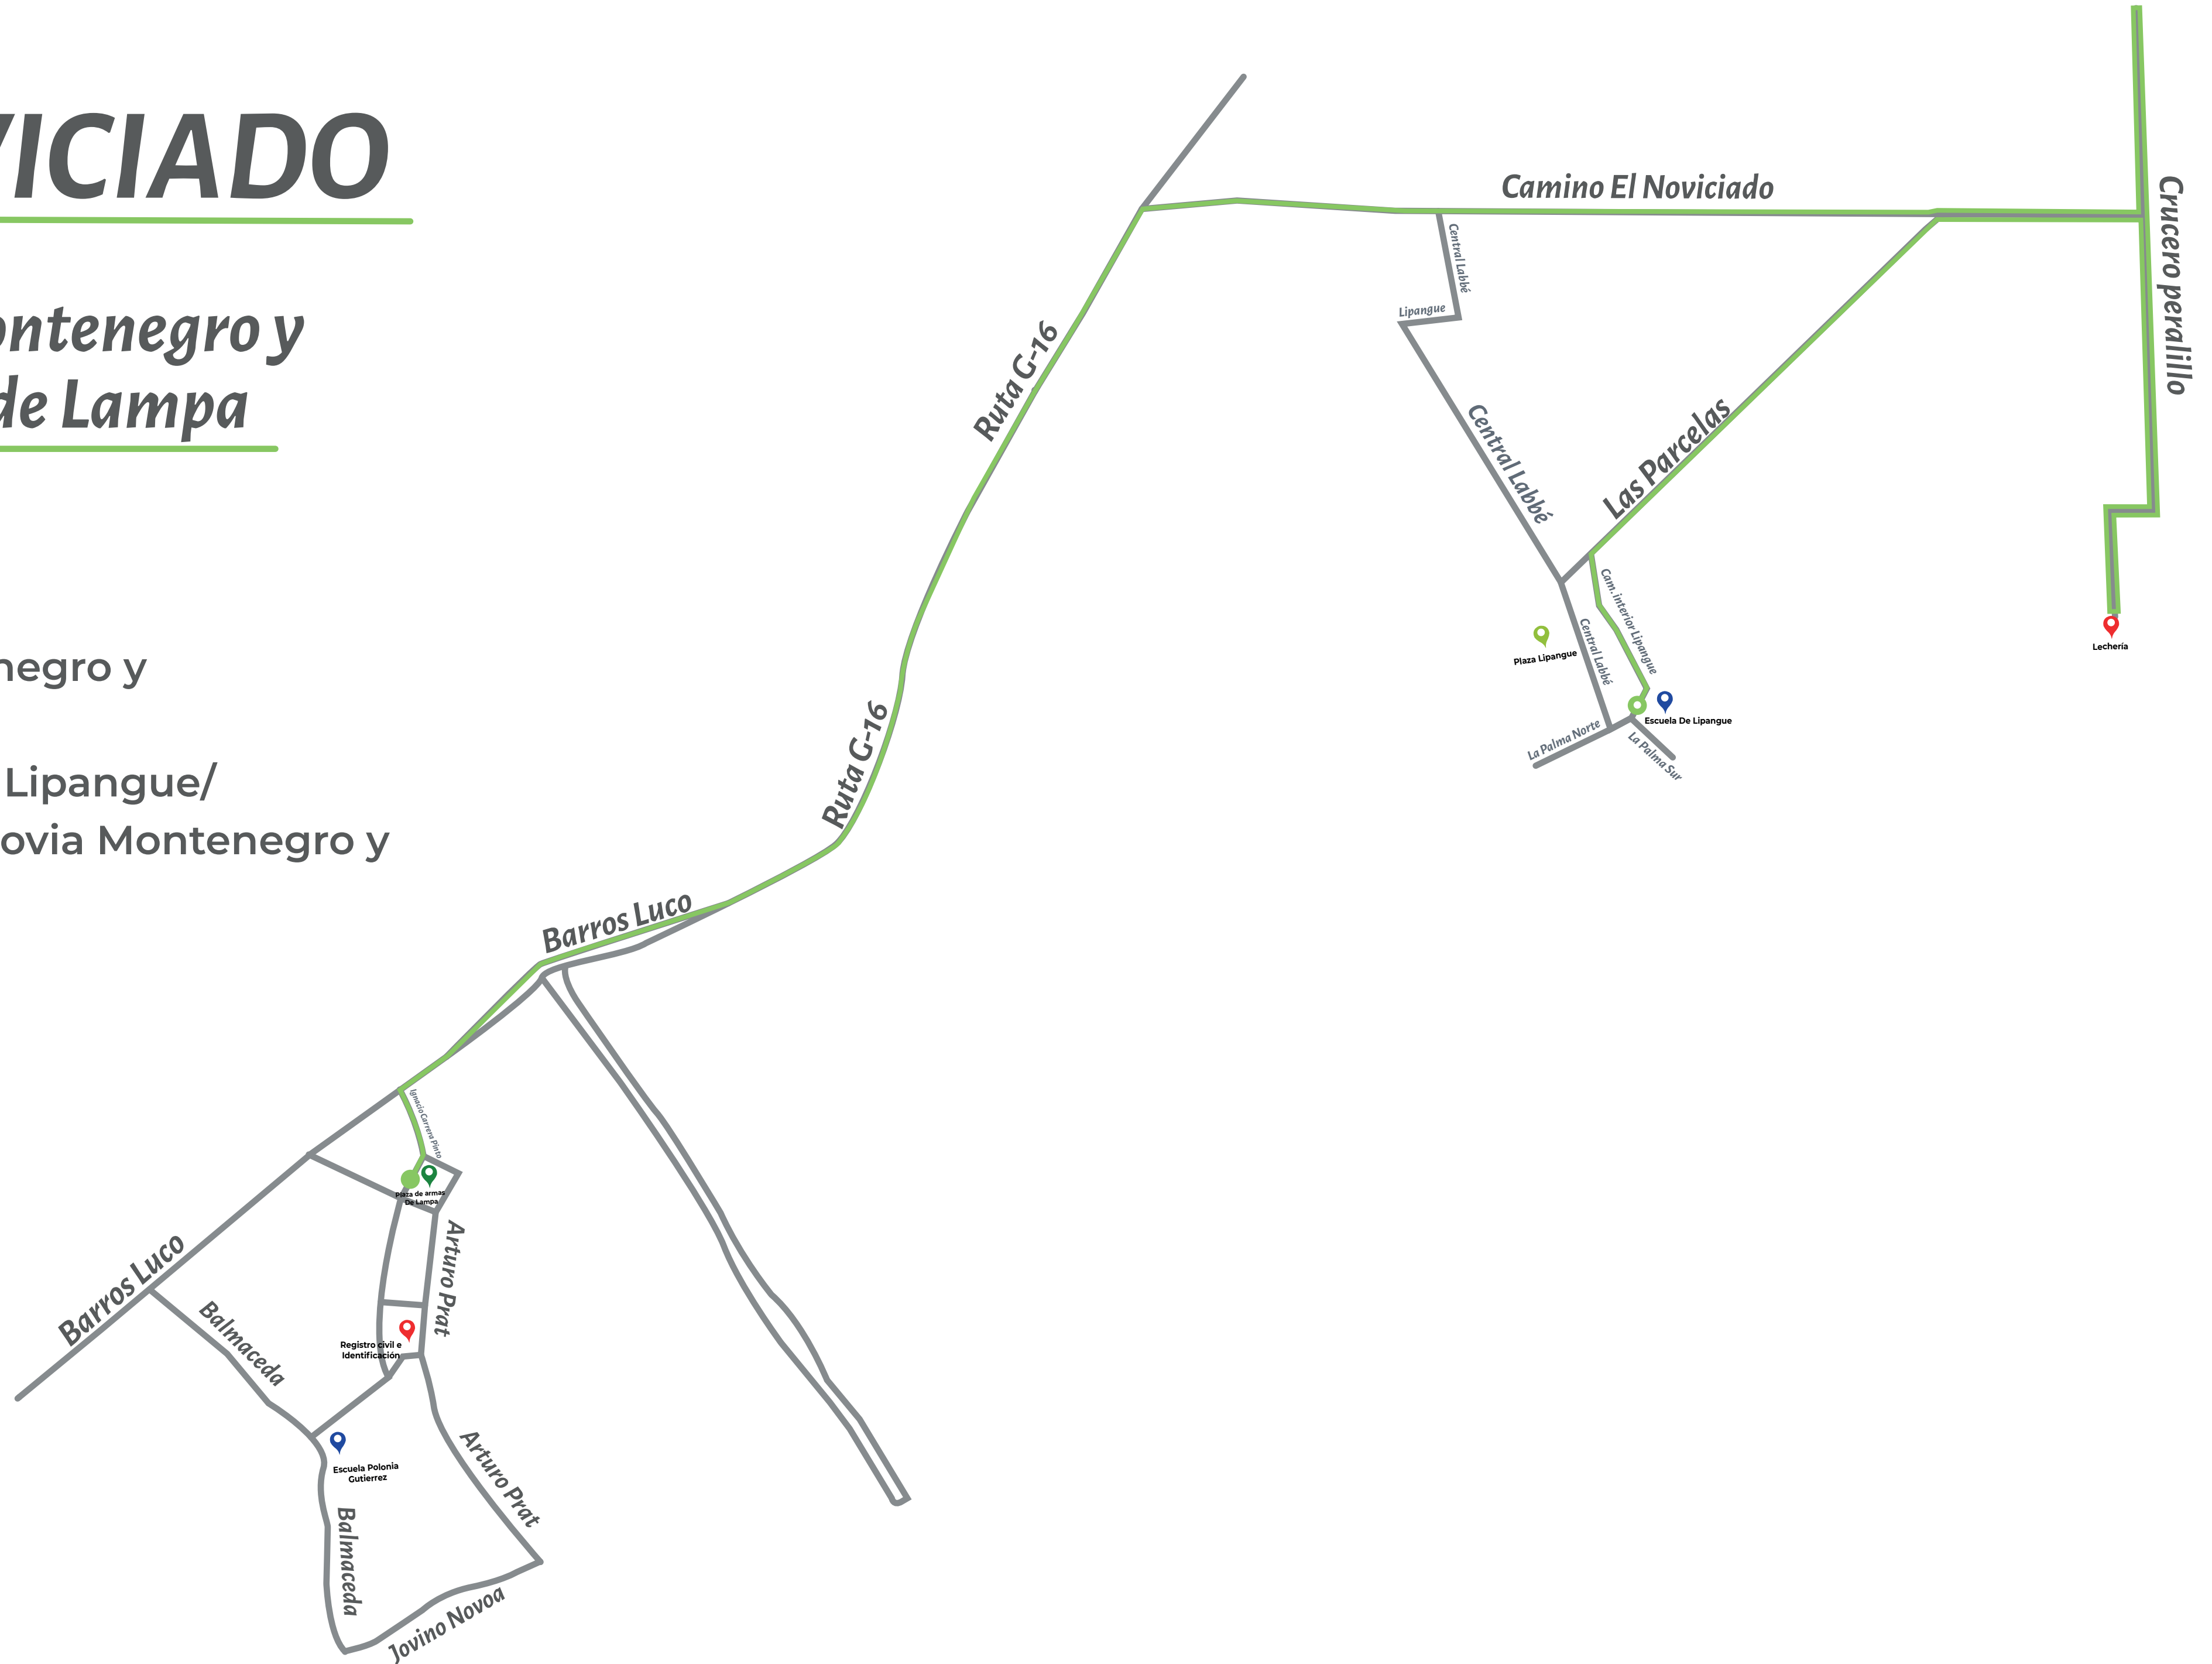 VICIADO
ontenegro y
de Lampa
negro y
Lipangue/
ovia Montenegro y
Camino El Noviciado
Crucero peralillo
Central Labbé
Lipangue
Ruta G-16
Central Labbé
Las Parcelas
Cam. interior Lipangue
Central Labbé
Plaza Lipangue
Lechería
Escuela De Lipangue
La Palma Norte
La Palma Sur
Ruta G-16
Barros Luco
Ignacio Carrera Pinto
Plaza de armas
De Lampa
Arturo Prat
Barros Luco
Balmaceda
Registro civil e
Identificación
Arturo Prat
Escuela Polonia
Gutierrez
Balmaceda
Jovino Novoa